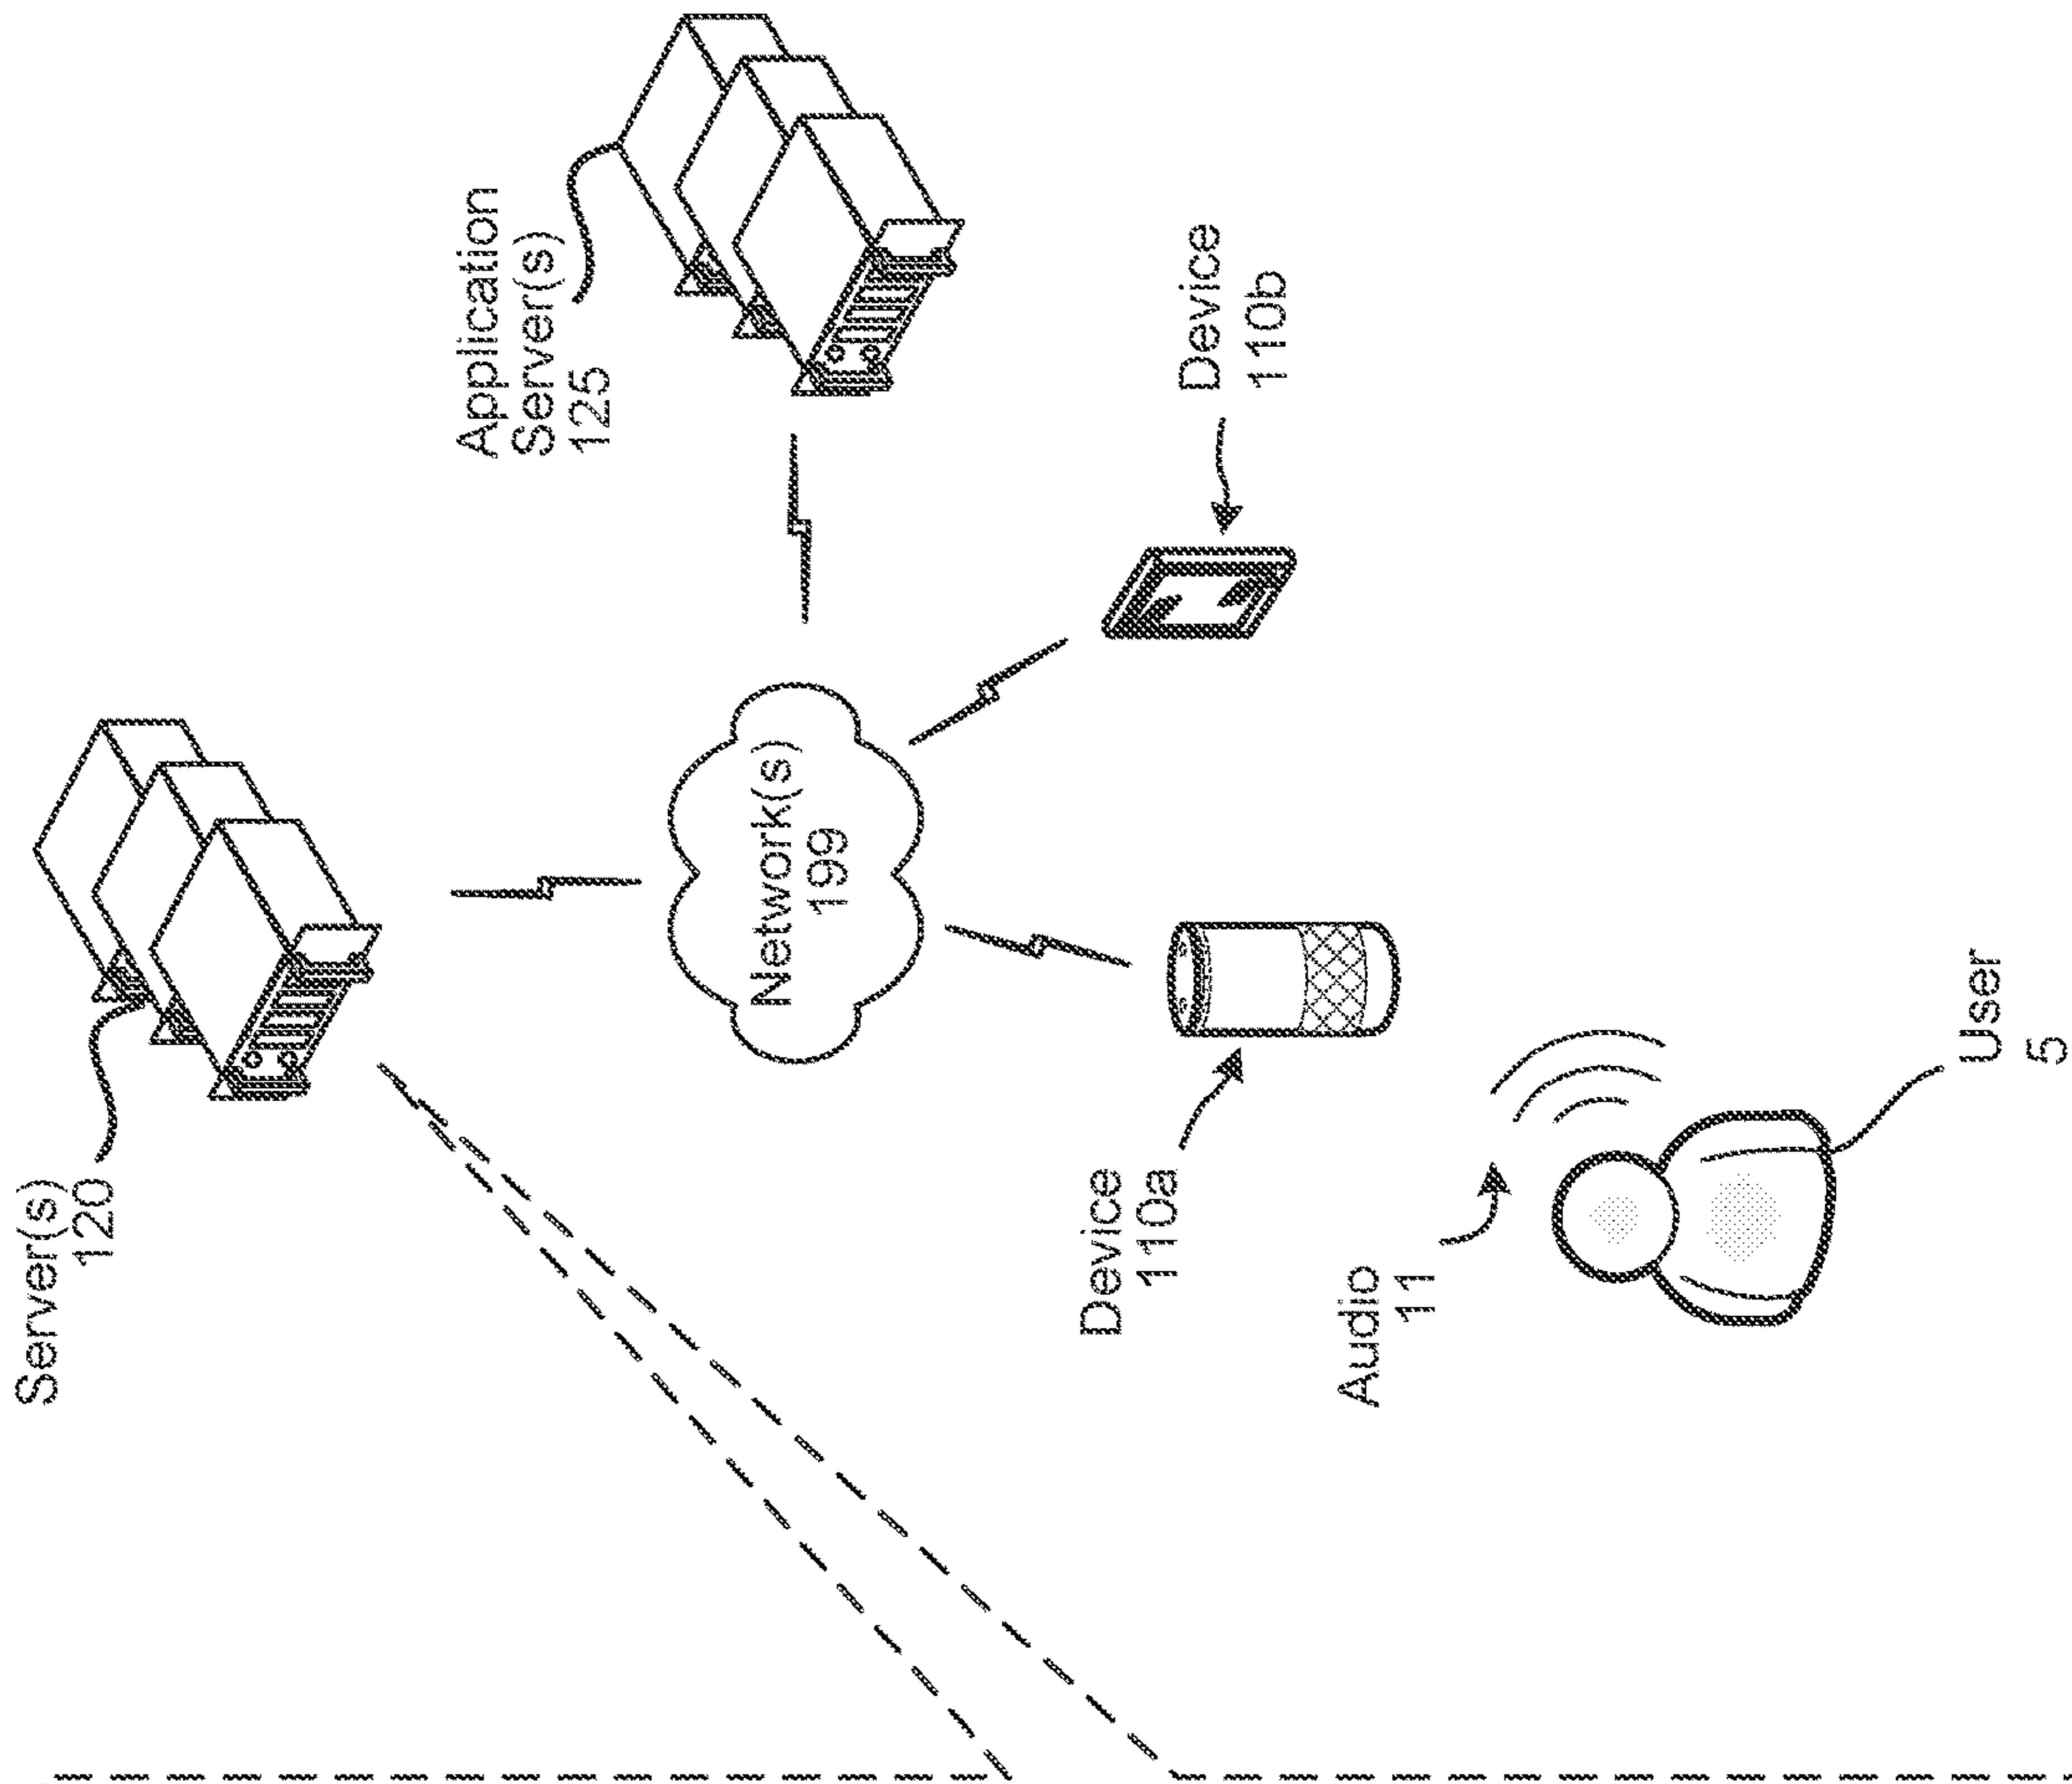 Server(s)
120
Application
Server(s)
125
Network(s)
199
Device
110a
Device
110b
Audio
11
User
5